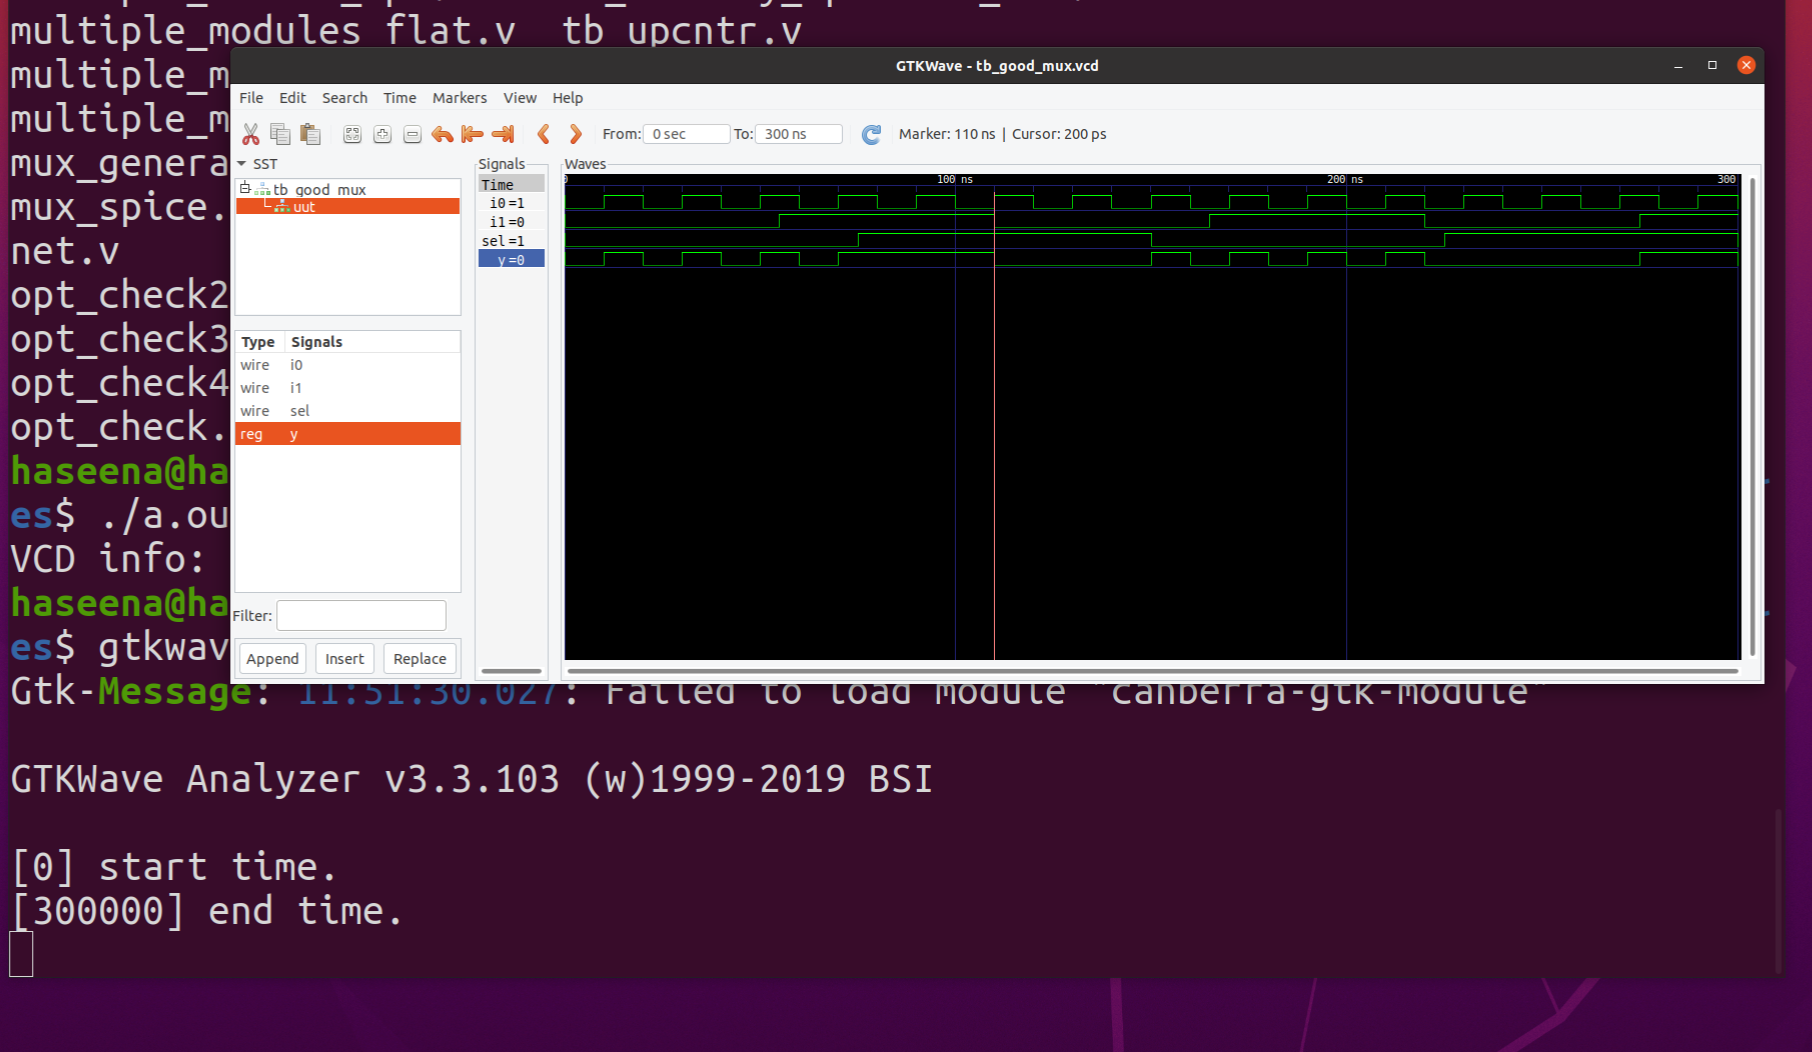 multiple_modules_flat.v tb_upcntr.v
multiple_m
multiple_m
mux_genera
mux_spice.
net.v
opt_check2
opt_check3
opt_check4
opt_check.
haseena@ha
es$ ./a.ou
VCD info:
haseena@ha
es$ gtkwav
Gtk-Message: 11:51:30.027: Failed to load module "canberra-gtk-module"
GTKWave Analyzer v3.3.103 (w)1999-2019 BSI
[0] start time.
[300000] end time.
GTKWave - tb_good_mux.vcd
File Edit Search Time Markers View Help
From: 0 sec To: 300 ns Marker: 110 ns | Cursor: 200 ps
SST
tb_good_mux
uut
Type Signals
wire i0
wire i1
wire sel
reg y
Filter:
Append Insert Replace
Signals
Time
i0=1
i1=0
sel=1
y=0
Waves
0 100 ns 200 ns 300